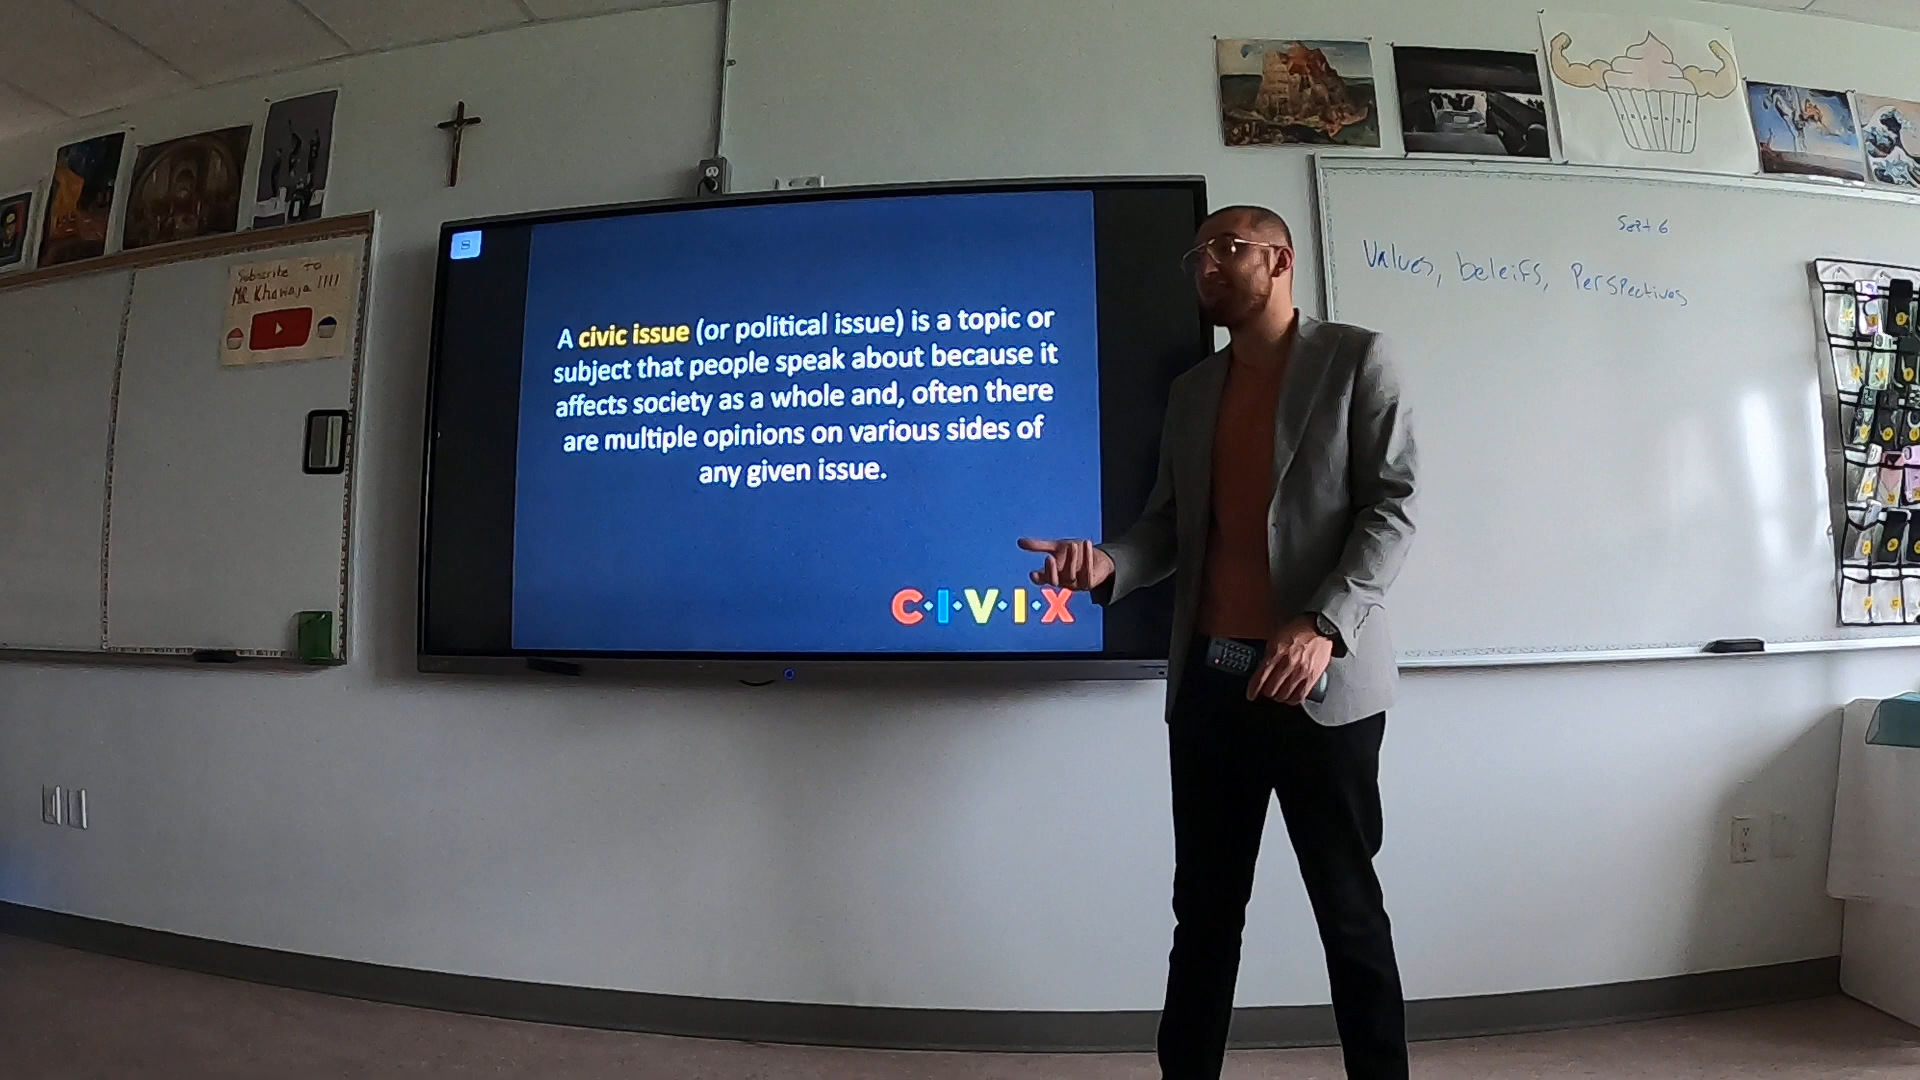 Subscribe TO
MR Khawaja !!!!
A civic issue (or political issue) is a topic or
subject that people speak about because it
affects society as a whole and, often there
are multiple opinions on various sides of
any given issue.
C·I·V·I·X
Sept 6
Values, beleifs, Perspectives